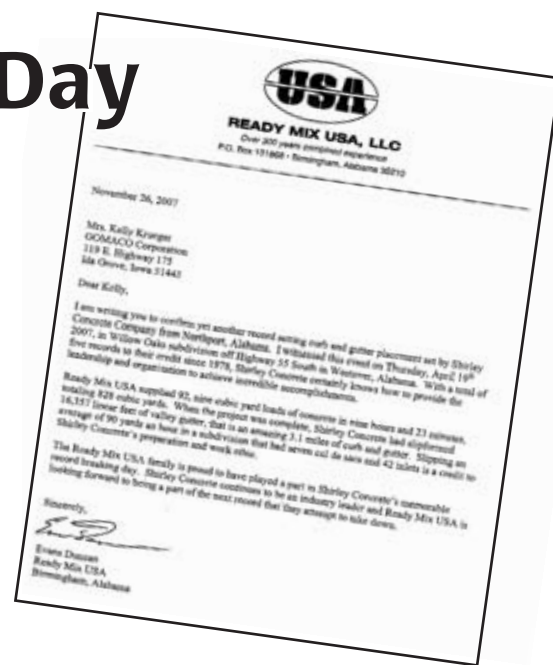 Day
USA
READY MIX USA, LLC
Over 200 years combined experience
P.O. Box 131868 • Birmingham, Alabama 35213
November 26, 2007
Mrs. Kelly Krueger
GOMACO Corporation
119 E. Highway 175
Ida Grove, Iowa 51445
Dear Kelly,
I am writing you to confirm yet another record setting curb and gutter placement set by Shirley
Concrete Company from Northport, Alabama. I witnessed this event on Thursday, April 19th
2007, in Willow Oaks subdivision off Highway 55 South in Westover, Alabama. With a total of
five records to their credit since 1978, Shirley Concrete certainly knows how to provide the
leadership and organization to achieve incredible accomplishments.
Ready Mix USA supplied 92, nine cubic yard loads of concrete in nine hours and 23 minutes,
totaling 828 cubic yards. When the project was complete, Shirley Concrete had slipformed
16,357 linear feet of valley gutter, that is an amazing 3.1 miles of curb and gutter. Slipping an
average of 90 yards an hour in a subdivision that had seven cul de sacs and 42 inlets is a credit to
Shirley Concrete's preparation and work ethic.
The Ready Mix USA family is proud to have played a part in Shirley Concrete's memorable
record breaking day. Shirley Concrete continues to be an industry leader and Ready Mix USA is
looking forward to being a part of the next record that they attempt to take down.
Sincerely,
Evans Dunnan
Ready Mix USA
Birmingham, Alabama